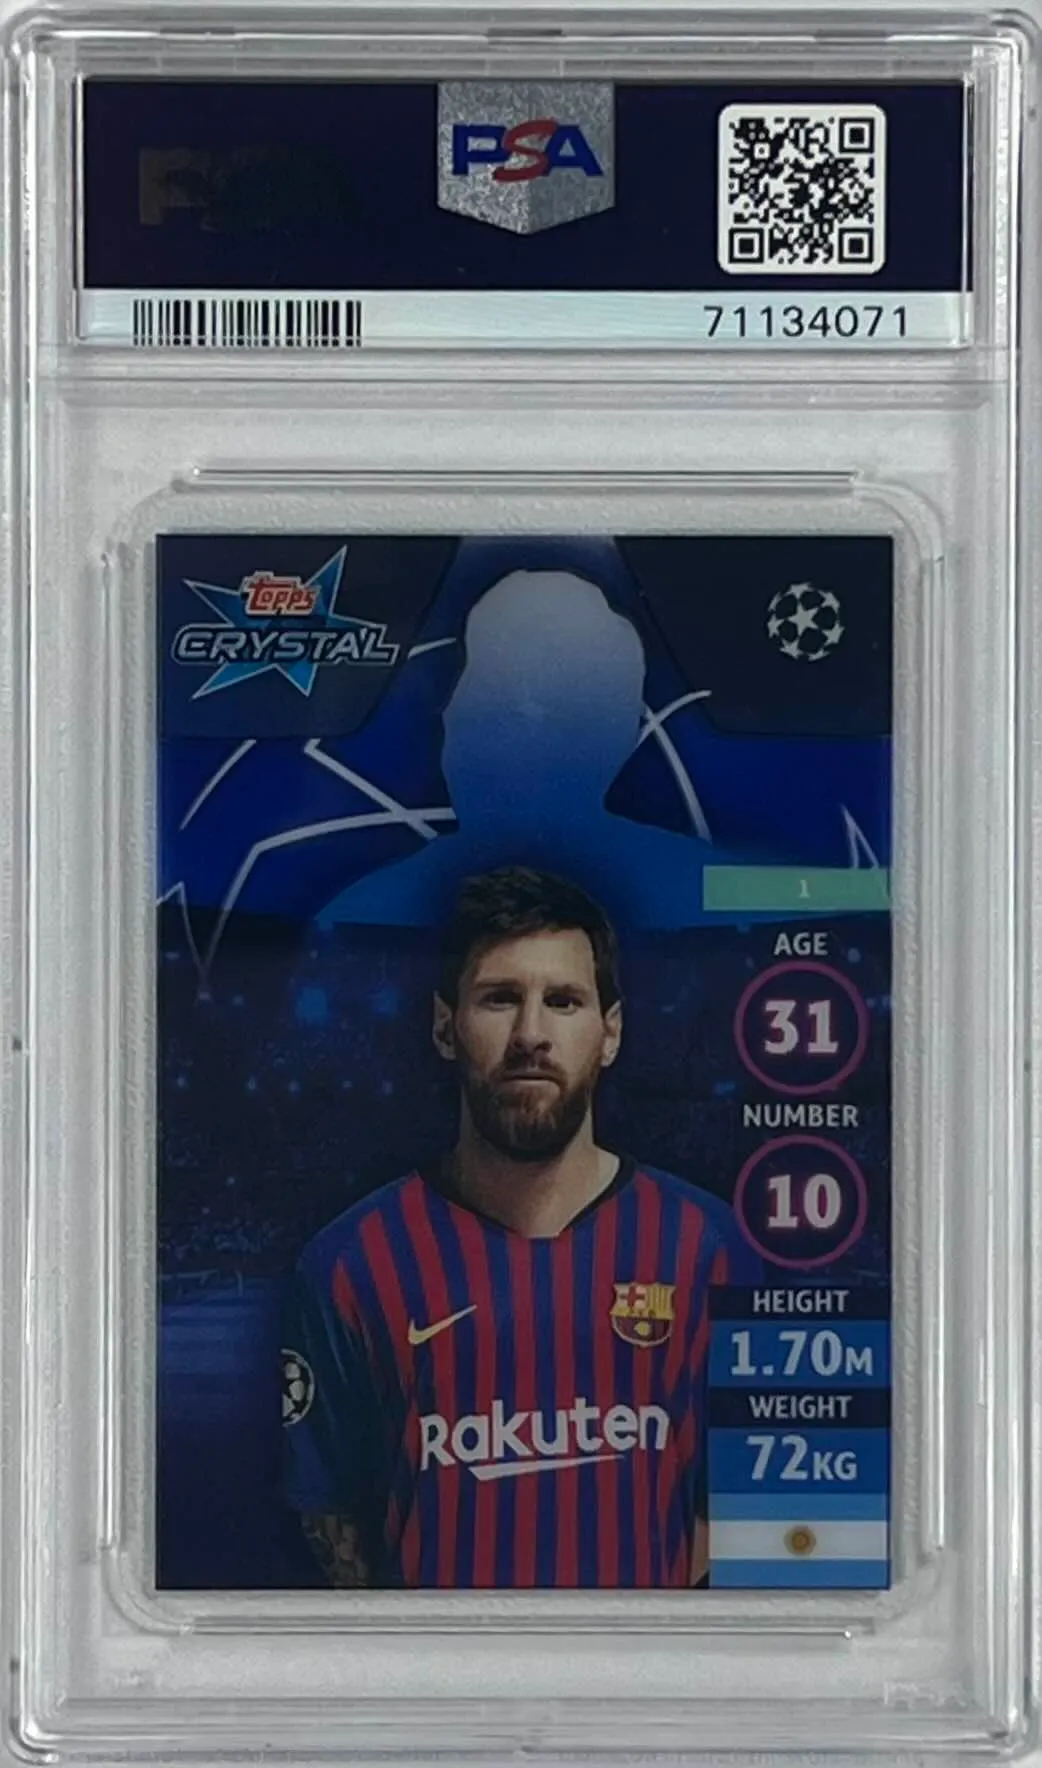 PSA
71134071
topps
CRYSTAL
1
AGE
31
NUMBER
10
HEIGHT
1.70M
WEIGHT
72KG
Rakuten